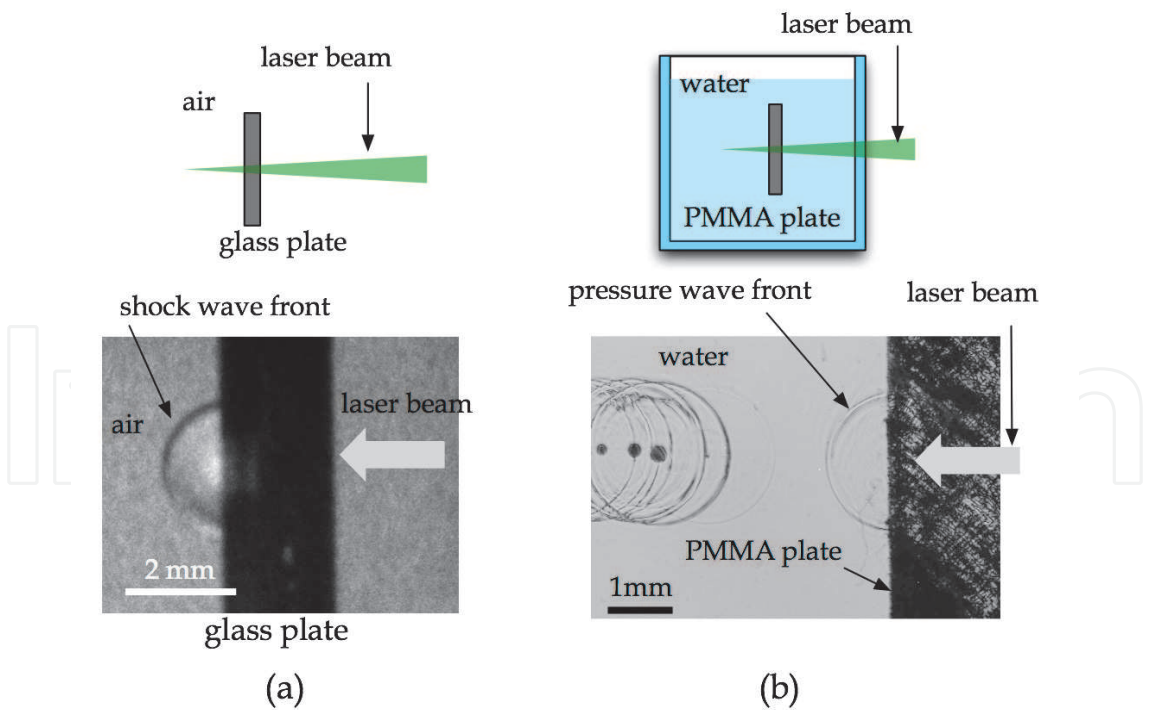 laser beam
air
glass plate
shock wave front
air
laser beam
2 mm
glass plate
(a)
laser beam
water
PMMA plate
pressure wave front
laser beam
water
PMMA plate
1mm
(b)